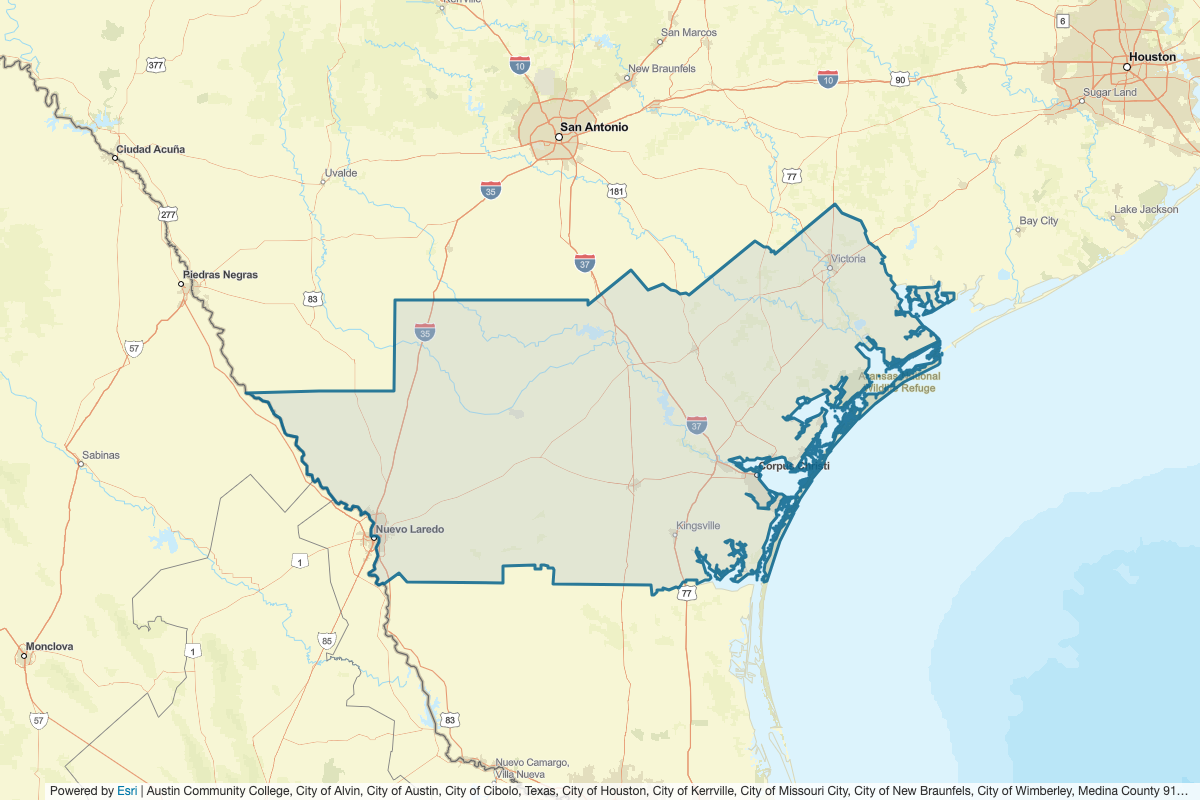 Kerrville
San Marcos
6
Houston
377
10
New Braunfels
10
90
Sugar Land
San Antonio
Ciudad Acuña
Uvalde
77
35
181
277
Lake Jackson
Bay City
37
Victoria
Piedras Negras
83
35
57
Aransas National
Wildlife Refuge
37
Sabinas
Corpus Christi
Nuevo Laredo
Kingsville
1
77
85
Monclova
1
57
83
Nuevo Camargo,
Villa Nueva
Powered by Esri | Austin Community College, City of Alvin, City of Austin, City of Cibolo, Texas, City of Houston, City of Kerrville, City of Missouri City, City of New Braunfels, City of Wimberley, Medina County 91…